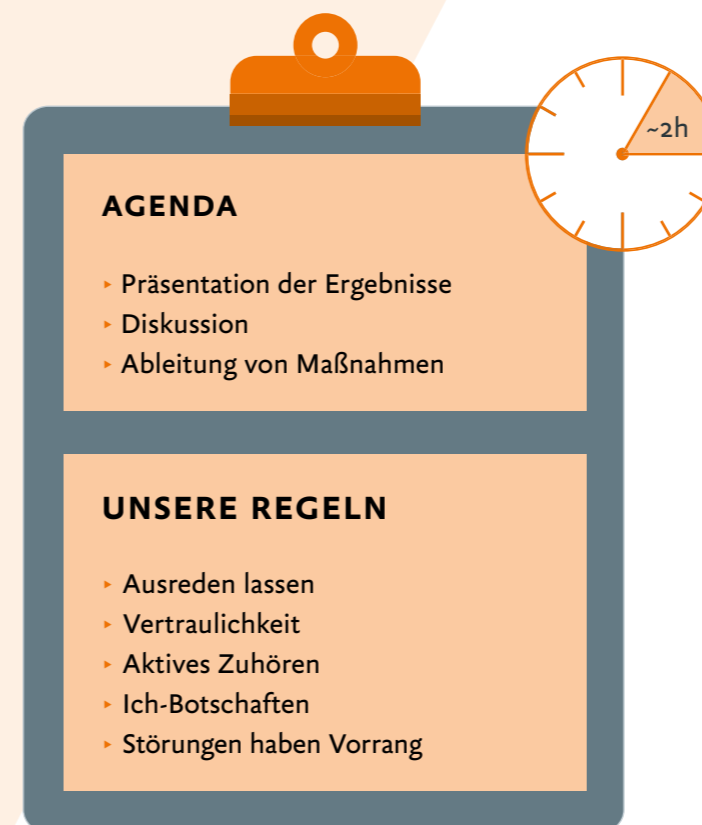 ~2h
AGENDA
‣ Präsentation der Ergebnisse
‣ Diskussion
‣ Ableitung von Maßnahmen
UNSERE REGELN
‣ Ausreden lassen
‣ Vertraulichkeit
‣ Aktives Zuhören
‣ Ich-Botschaften
‣ Störungen haben Vorrang